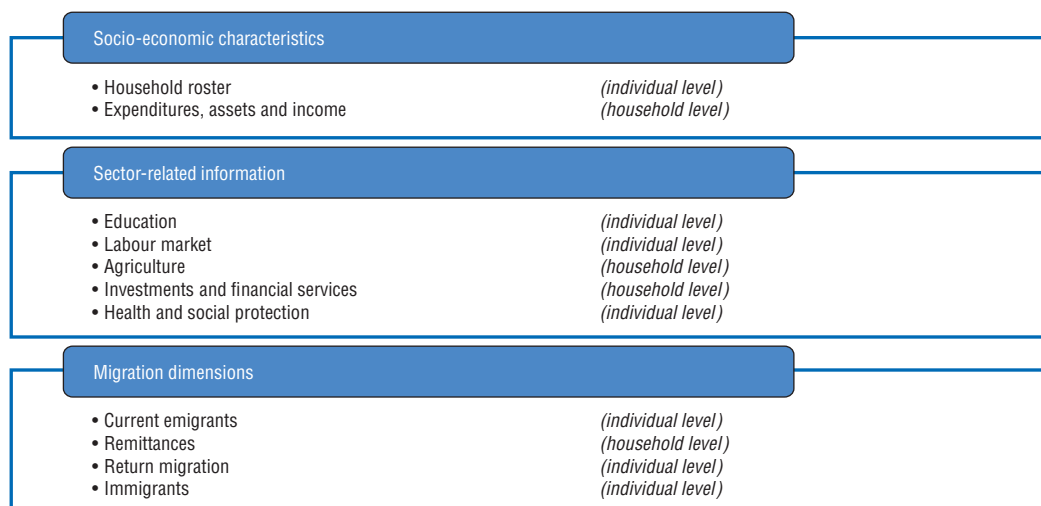 Socio-economic characteristics
• Household roster (individual level)
• Expenditures, assets and income (household level)
Sector-related information
• Education (individual level)
• Labour market (individual level)
• Agriculture (household level)
• Investments and financial services (household level)
• Health and social protection (individual level)
Migration dimensions
• Current emigrants (individual level)
• Remittances (household level)
• Return migration (individual level)
• Immigrants (individual level)